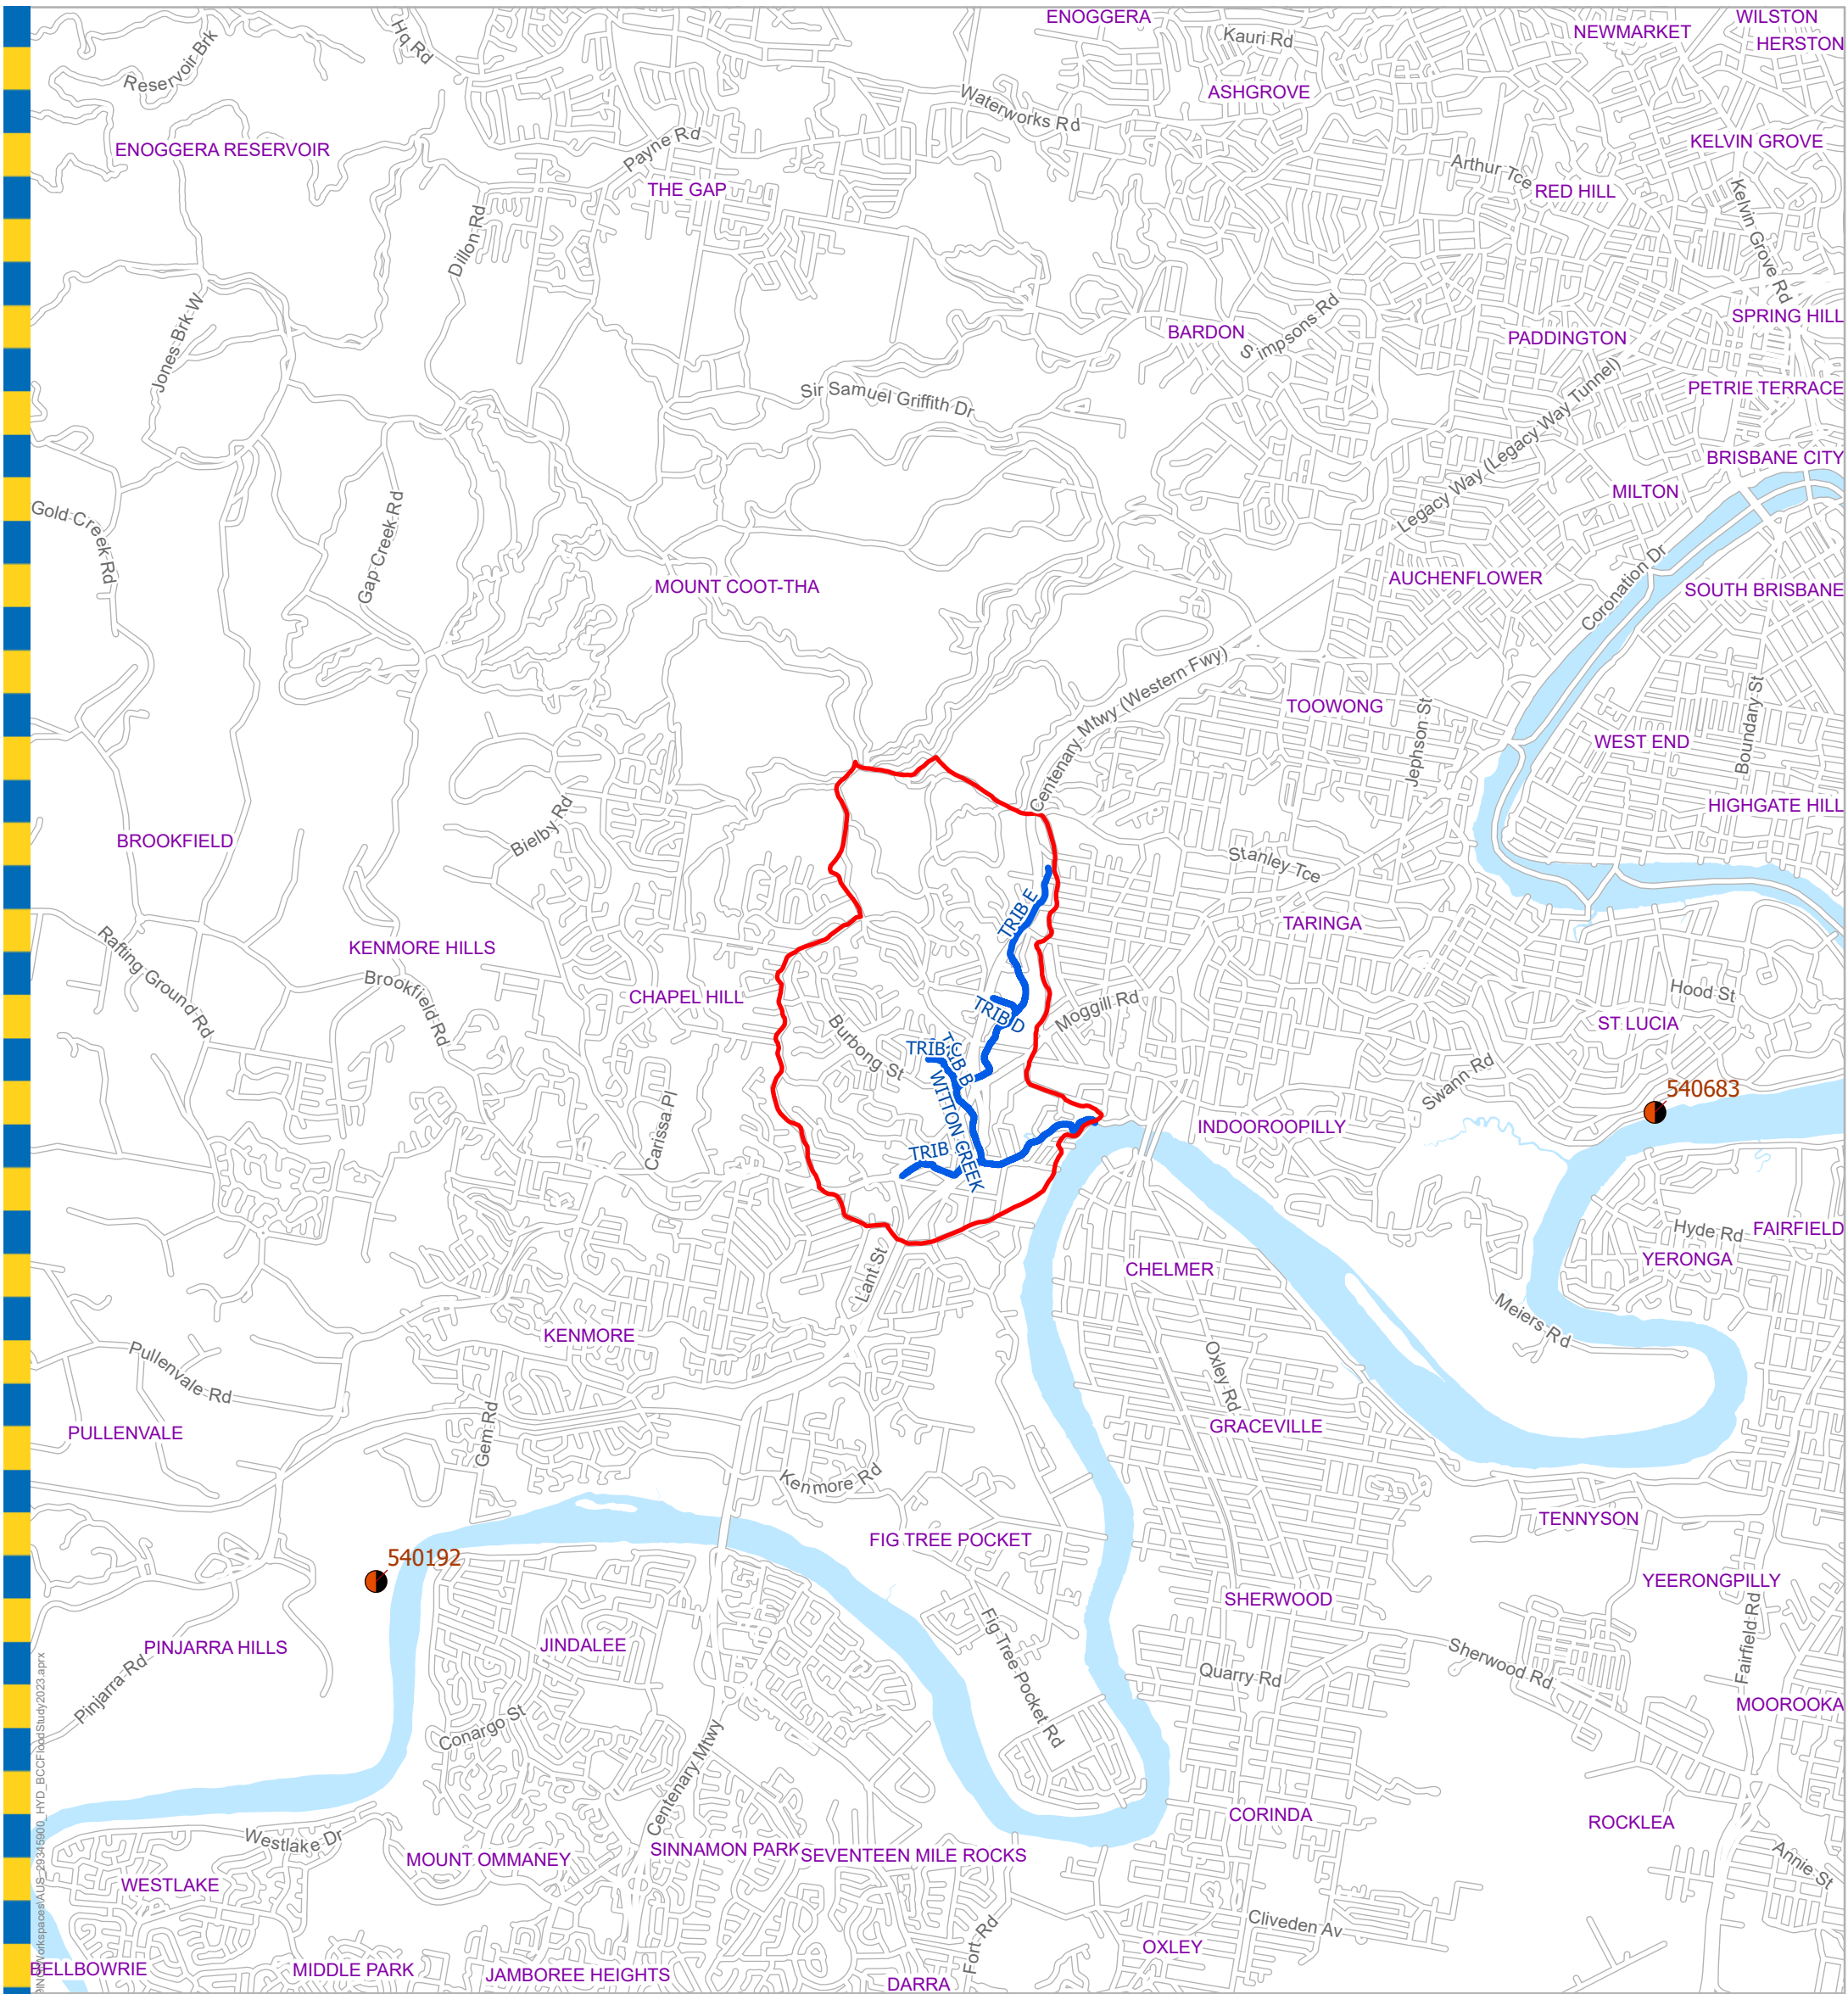 ENOGGERA
WILSTON
NEWMARKET
HERSTON
Hq Rd
Kauri Rd
Reservoir Brk
ASHGROVE
Waterworks Rd
KELVIN GROVE
ENOGGERA RESERVOIR
Payne Rd
Arthur Tce
THE GAP
RED HILL
Kelvin Grove Rd
Dillon Rd
Jones Brk W
SPRING HILL
BARDON
Simpsons Rd
PADDINGTON
PETRIE TERRACE
Sir Samuel Griffith Dr
Legacy Way (Legacy Way Tunnel)
BRISBANE CITY
MILTON
Gold Creek Rd
Gap Creek Rd
MOUNT COOT-THA
AUCHENFLOWER
Coronation Dr
SOUTH BRISBANE
Centenary Mtwy (Western Fwy)
TOOWONG
Jephson St
Boundary St
WEST END
HIGHGATE HILL
Bielby Rd
BROOKFIELD
Stanley Tce
TRIB E
TARINGA
Rafting Ground Rd
KENMORE HILLS
Brookfield Rd
CHAPEL HILL
Hood St
TRIB D
Moggill Rd
ST LUCIA
Burbong St
TRIB C
TRIB B
WITTON CREEK
Swann Rd
540683
Carissa Pl
INDOOROOPILLY
TRIB
Hyde Rd
FAIRFIELD
YERONGA
Lant St
CHELMER
Meiers Rd
KENMORE
Pullenvale Rd
Oxley Rd
PULLENVALE
Gem Rd
GRACEVILLE
Kenmore Rd
TENNYSON
FIG TREE POCKET
540192
YEERONGPILLY
SHERWOOD
Fairfield Rd
PINJARRA HILLS
JINDALEE
Fig Tree Pocket Rd
Sherwood Rd
Quarry Rd
Pinjarra Rd
MOOROOKA
Conargo St
Centenary Mtwy
CORINDA
ROCKLEA
Westlake Dr
MOUNT OMMANEY
SINNAMON PARK
SEVENTEEN MILE ROCKS
Annie St
WESTLAKE
Cliveden Av
Fort Rd
OXLEY
BELLBOWRIE
MIDDLE PARK
JAMBOREE HEIGHTS
DARRA